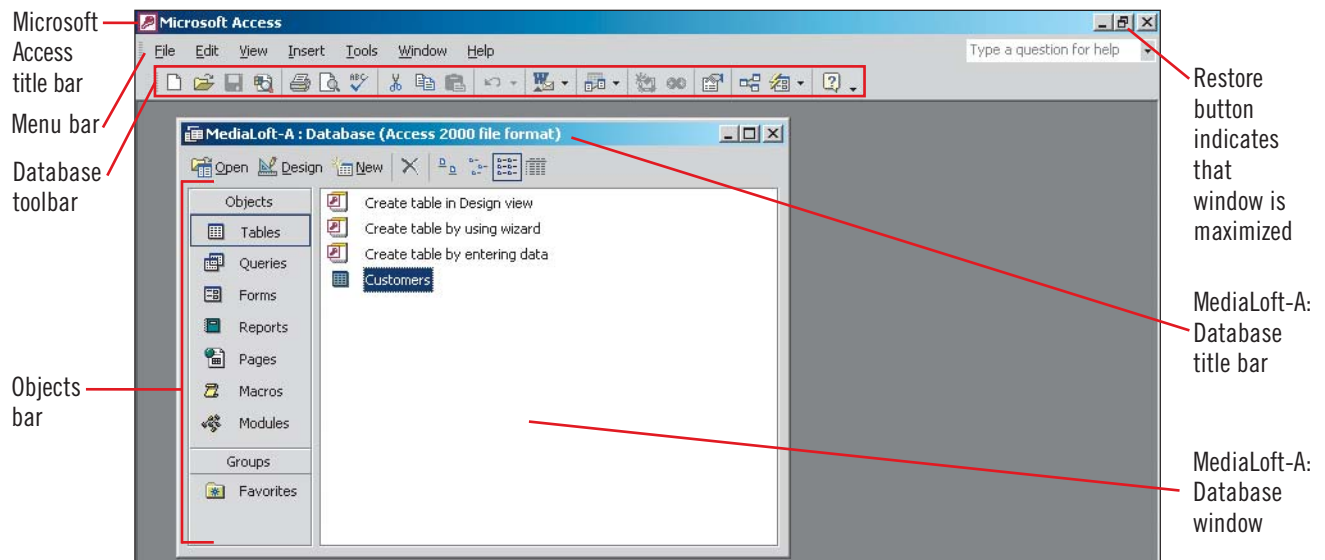 Microsoft
Access
title bar
Menu bar
Database
toolbar
Objects
bar
Microsoft Access
File Edit View Insert Tools Window Help
Type a question for help
ABC
W
MediaLoft-A : Database (Access 2000 file format)
Open Design New
Objects
Tables
Queries
Forms
Reports
Pages
Macros
Modules
Groups
Favorites
Create table in Design view
Create table by using wizard
Create table by entering data
Customers
Restore
button
indicates
that
window is
maximized
MediaLoft-A:
Database
title bar
MediaLoft-A:
Database
window